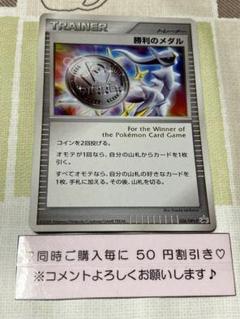 TRAINER
トレーナー
勝利のメダル
For the Winner of
the Pokémon Card Game
コインを2回投げる。
オモテが1回なら、自分の山札からカードを1枚
引く。
すべてオモテなら、自分の山札の好きなカードを
1枚、手札に加える。その後、山札を切る。
♡同時ご購入毎に 50 円割引き♡
※コメントよろしくお願いします♪